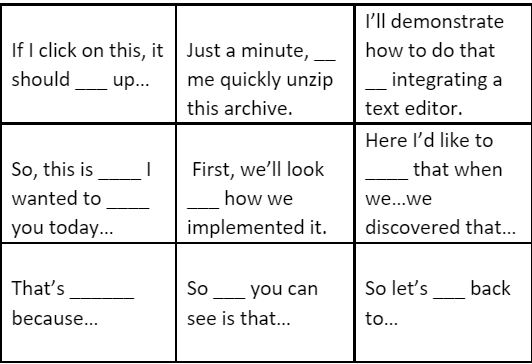 If I click on this, it
should ___ up...
Just a minute, __
me quickly unzip
this archive.
I'll demonstrate
how to do that
__ integrating a
text editor.
So, this is ____ I
wanted to ____
you today...
First, we'll look
___ how we
implemented it.
Here I'd like to
____ that when
we...we
discovered that...
That's ______
because...
So ___ you can
see is that...
So let's ___ back
to...